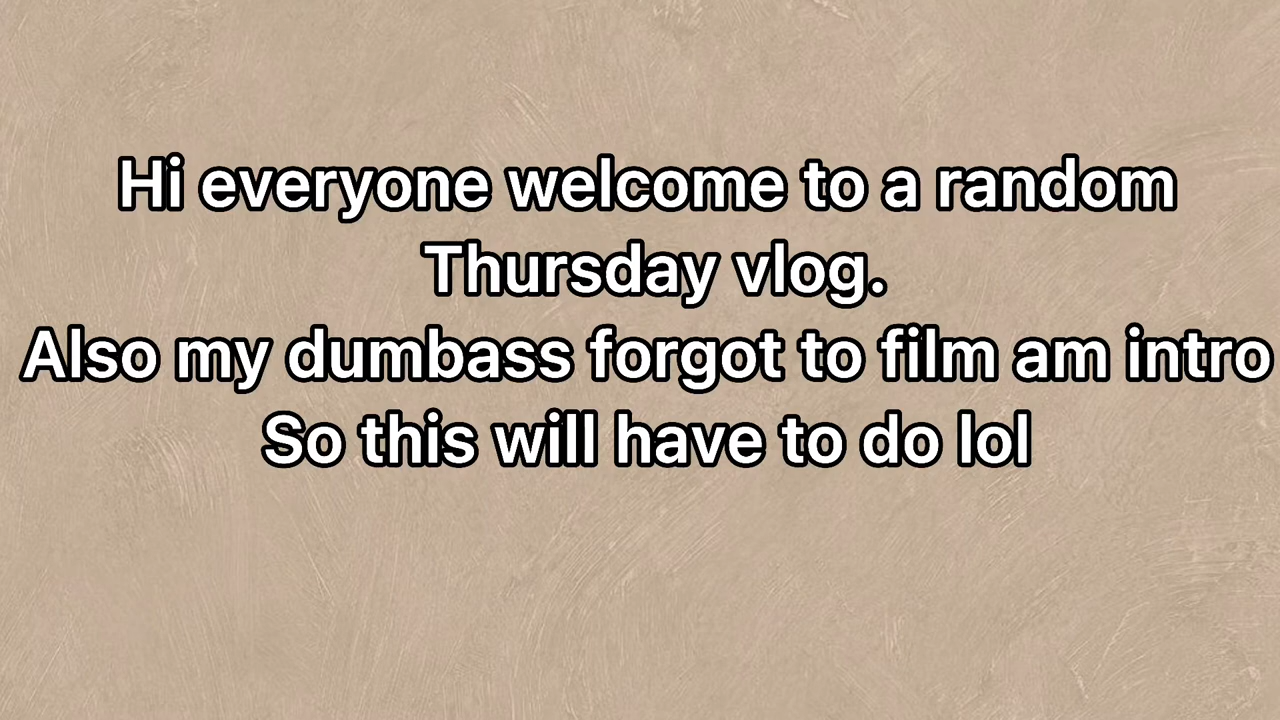 Hi everyone welcome to a random
Thursday vlog.
Also my dumbass forgot to film am intro
So this will have to do lol